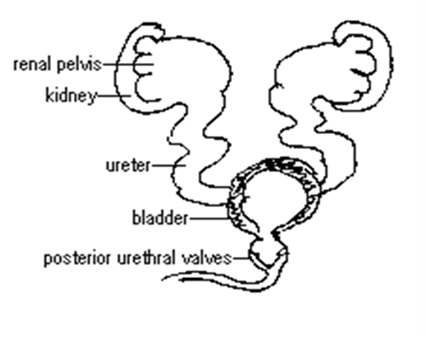 renal pelvis
kidney
ureter
bladder
posterior urethral valves